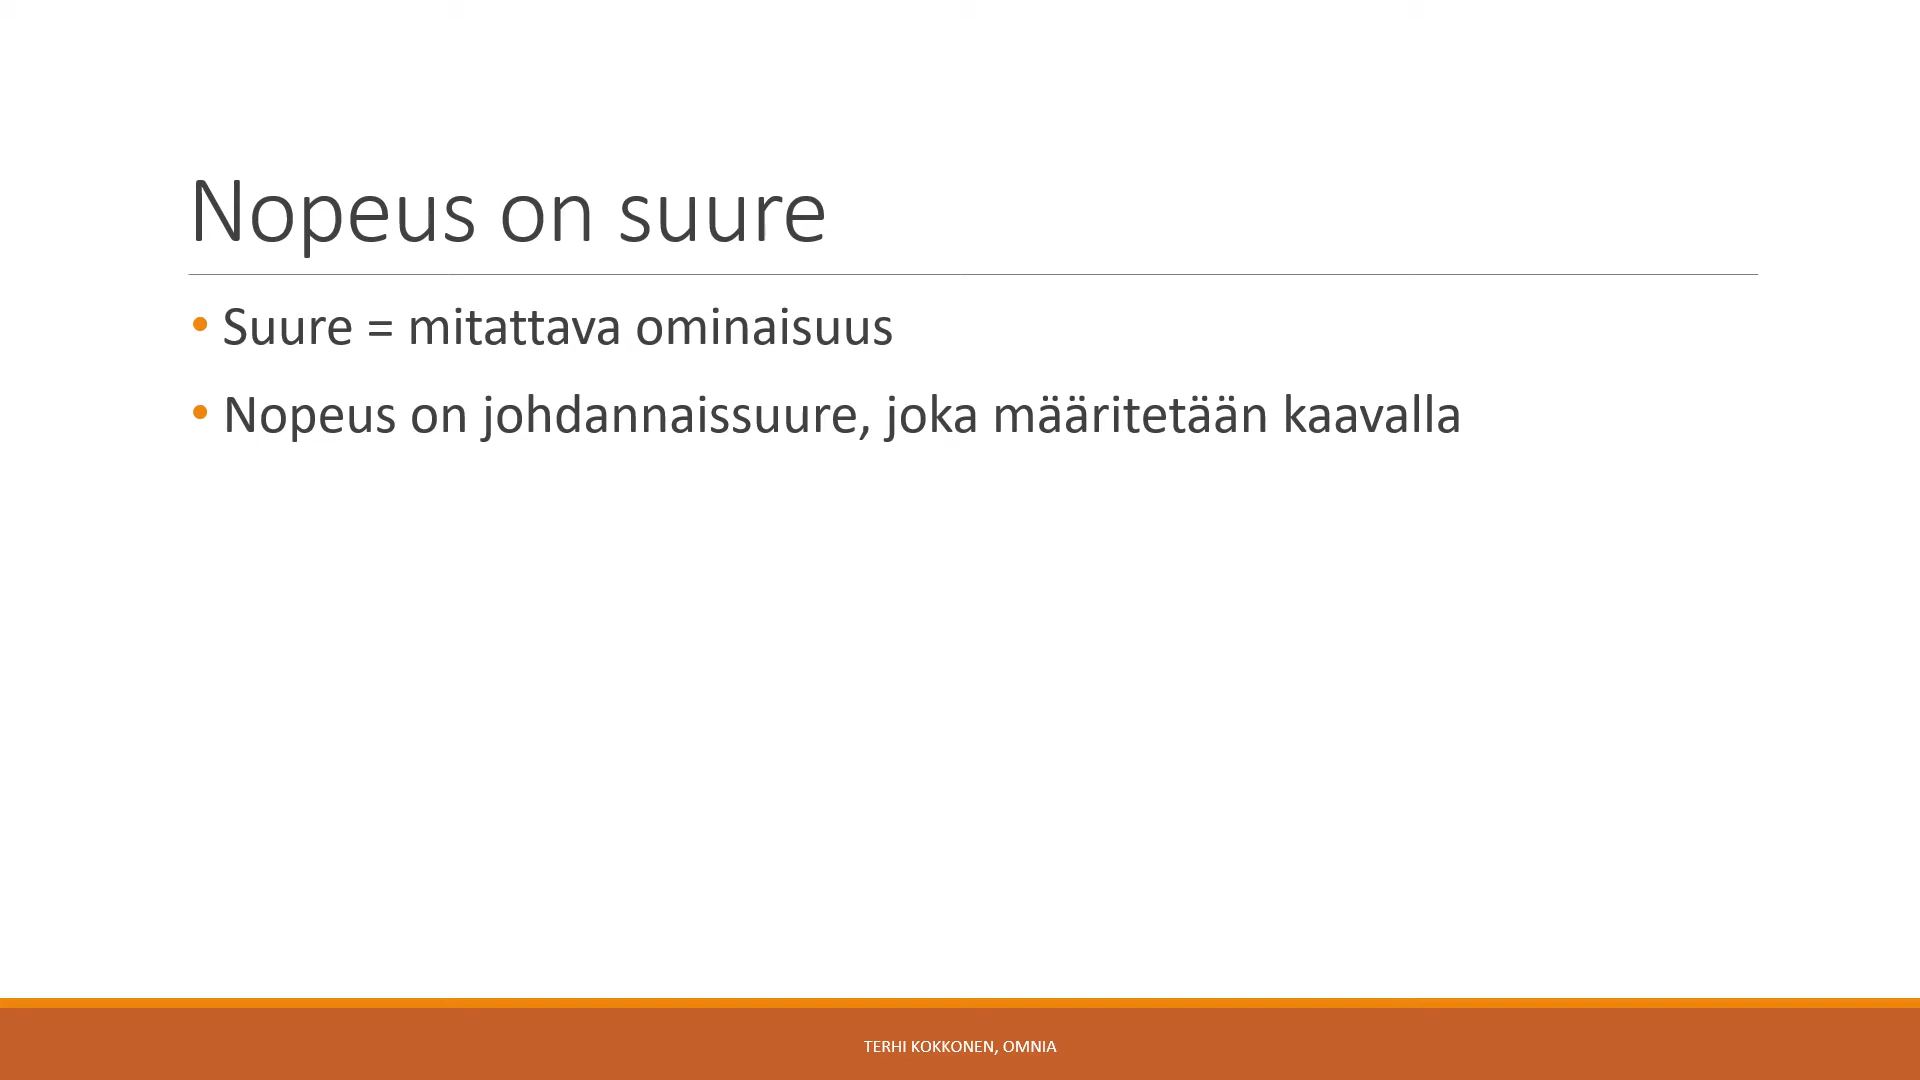 Nopeus on suure
• Suure = mitattava ominaisuus
• Nopeus on johdannaissuure, joka määritetään kaavalla
TERHI KOKKONEN, OMNIA